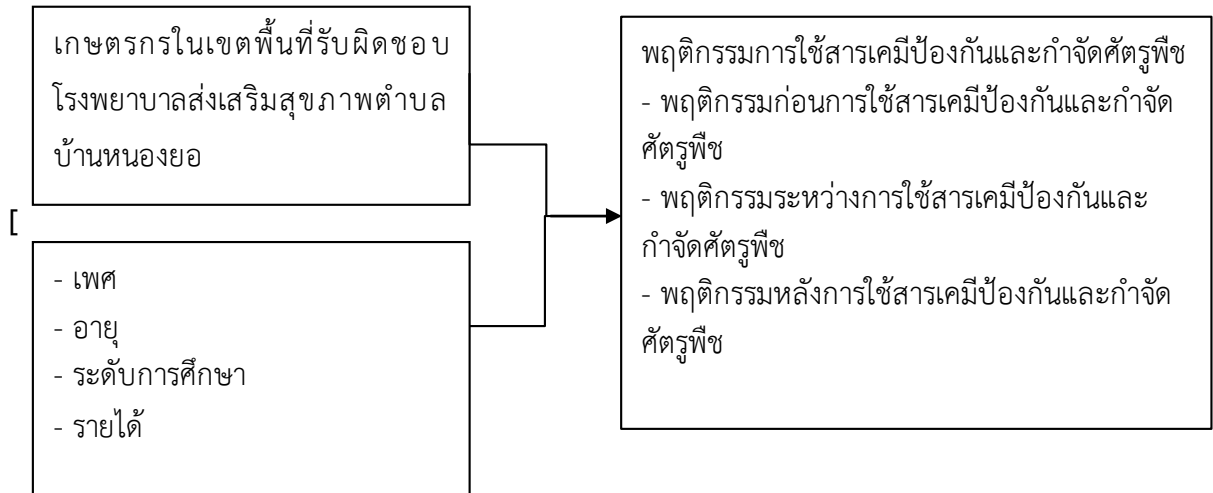 เกษตรกรในเขตพื้นที่รับผิดชอบ
โรงพยาบาลส่งเสริมสุขภาพตำบล
บ้านหนองยอ
[
- เพศ
- อายุ
- ระดับการศึกษา
- รายได้
พฤติกรรมการใช้สารเคมีป้องกันและกำจัดศัตรูพืช
- พฤติกรรมก่อนการใช้สารเคมีป้องกันและกำจัด
ศัตรูพืช
- พฤติกรรมระหว่างการใช้สารเคมีป้องกันและ
กำจัดศัตรูพืช
- พฤติกรรมหลังการใช้สารเคมีป้องกันและกำจัด
ศัตรูพืช